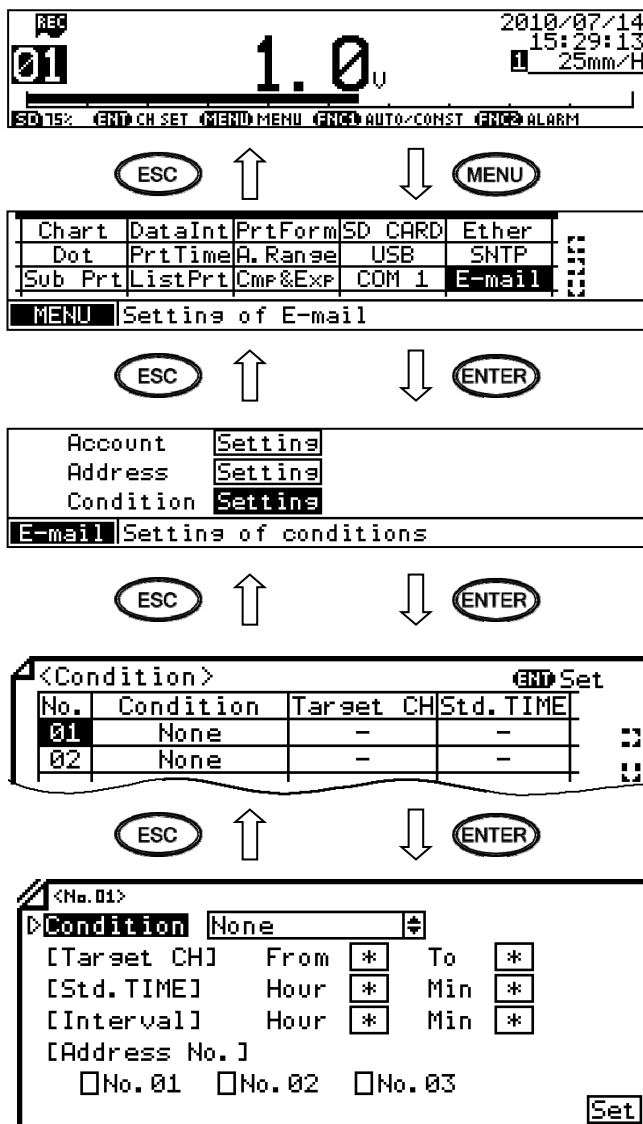 REC
2010/07/14
15:29:13
01 1.0V 1 25mm/H
SD 75% ENT CH SET MENU MENU FNC1 AUTO/CONST FNC2 ALARM
ESC MENU
Chart DataInt PrtForm SD CARD Ether
Dot PrtTime A.Range USB SNTP
Sub Prt ListPrt Cmp&Exp COM 1 E-mail
MENU Setting of E-mail
ESC ENTER
Account Setting
Address Setting
Condition Setting
E-mail Setting of conditions
ESC ENTER
<Condition> ENT Set
No. Condition Target CH Std.TIME
01 None - -
02 None - -
ESC ENTER
<No.01>
Condition None
[Target CH] From * To *
[Std.TIME] Hour * Min *
[Interval] Hour * Min *
[Address No.]
No.01 No.02 No.03
Set